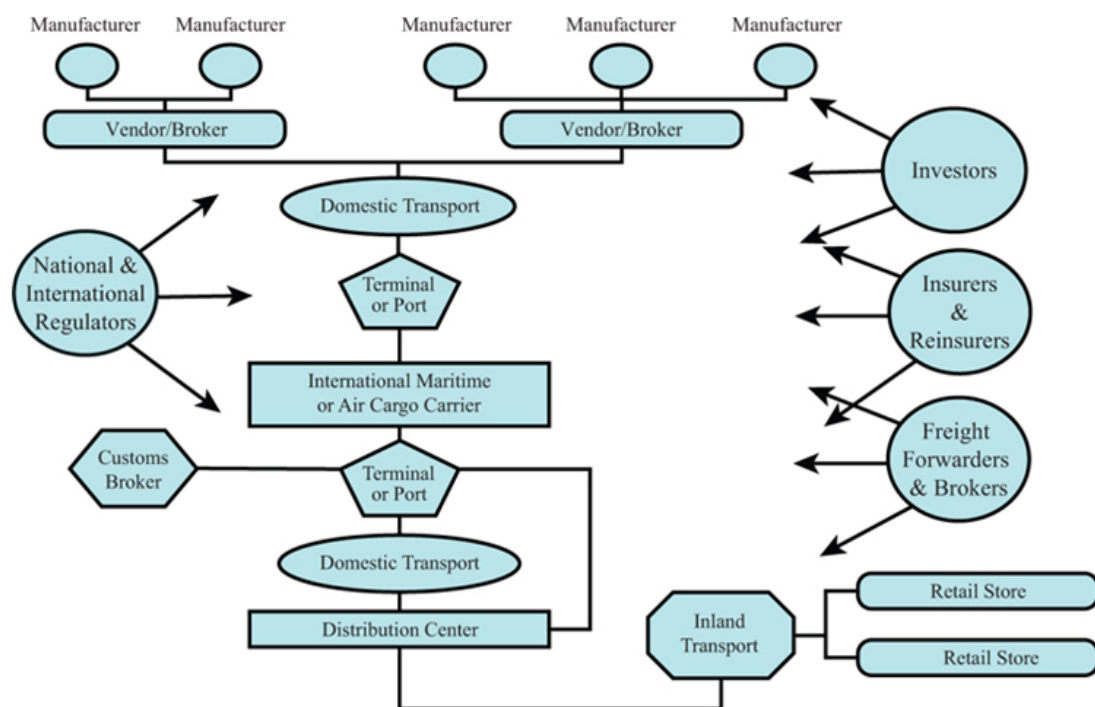 Manufacturer
Manufacturer
Manufacturer
Manufacturer
Manufacturer
Vendor/Broker
Vendor/Broker
Investors
Domestic Transport
National &
International
Regulators
Terminal
or Port
Insurers
&
Reinsurers
International Maritime
or Air Cargo Carrier
Freight
Forwarders
& Brokers
Customs
Broker
Terminal
or Port
Domestic Transport
Distribution Center
Inland
Transport
Retail Store
Retail Store